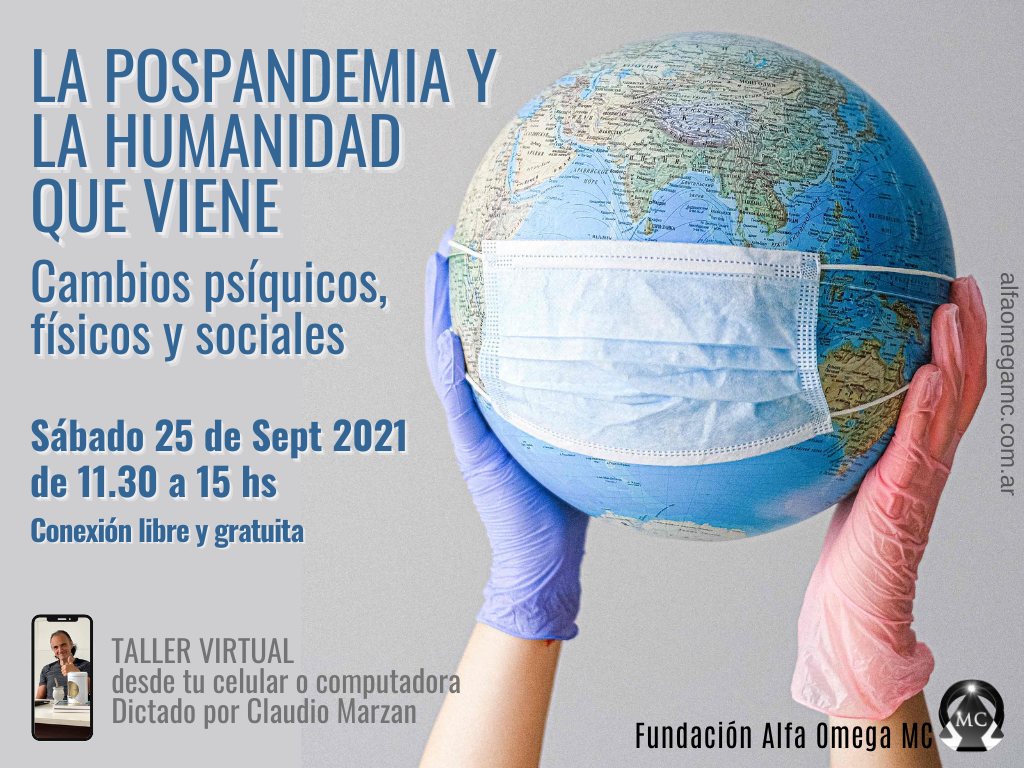 LA POSPANDEMIA Y
LA HUMANIDAD
QUE VIENE
Cambios psíquicos,
físicos y sociales
Sábado 25 de Sept 2021
de 11.30 a 15 hs
Conexión libre y gratuita
TALLER VIRTUAL
desde tu celular o computadora
Dictado por Claudio Marzan
alfaomegamc.com.ar
Fundación Alfa Omega MC
MC